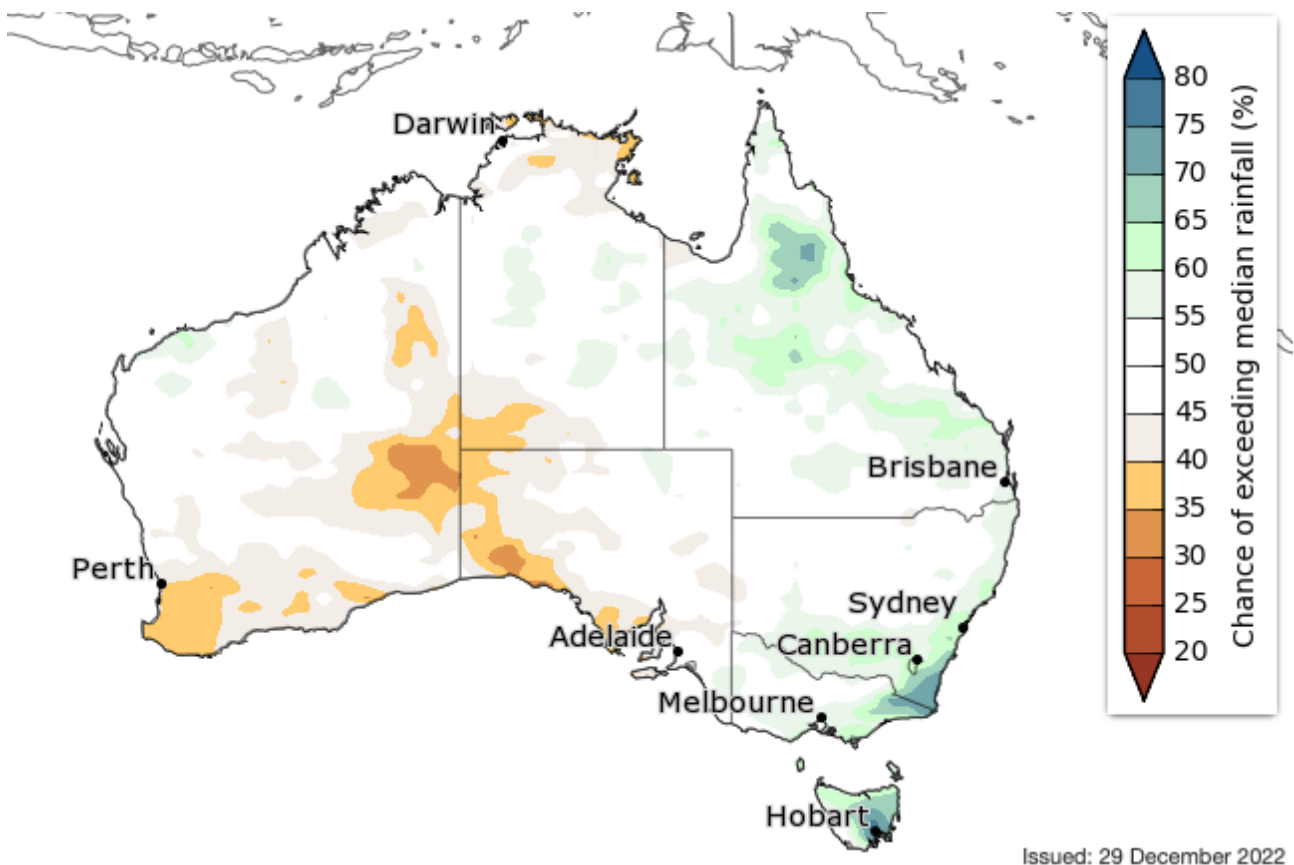 Darwin
Brisbane
Perth
Sydney
Adelaide
Canberra
Melbourne
Hobart
80
75
70
65
60
55
50
45
40
35
30
25
20
Chance of exceeding median rainfall (%)
Issued: 29 December 2022